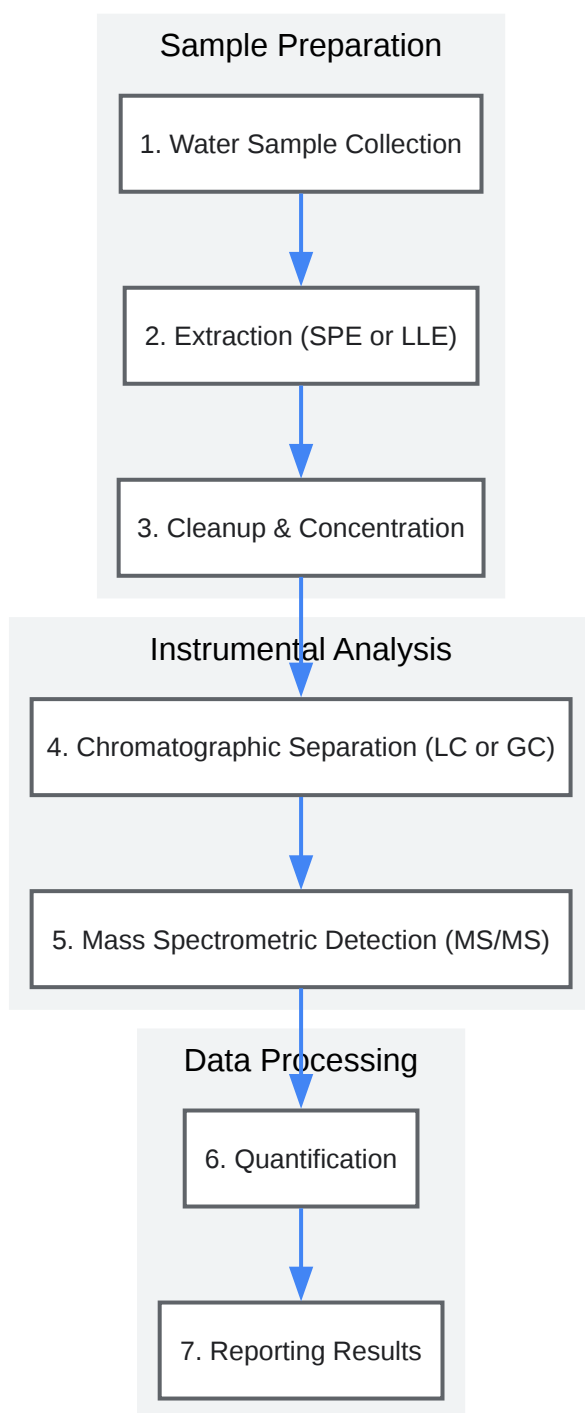 Sample Preparation
1. Water Sample Collection
2. Extraction (SPE or LLE)
3. Cleanup & Concentration
Instrumental Analysis
4. Chromatographic Separation (LC or GC)
5. Mass Spectrometric Detection (MS/MS)
Data Processing
6. Quantification
7. Reporting Results